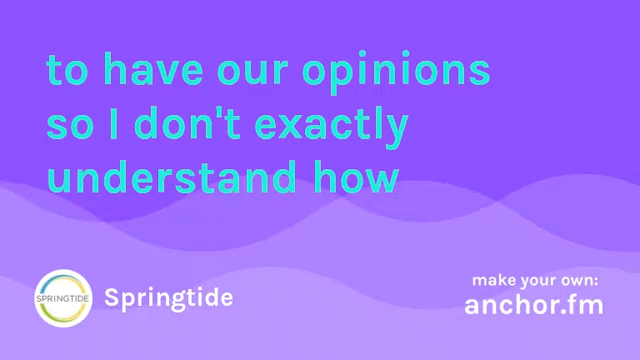 to have our opinions
so I don't exactly
understand how
SPRINGTIDE
Springtide
make your own:
anchor.fm